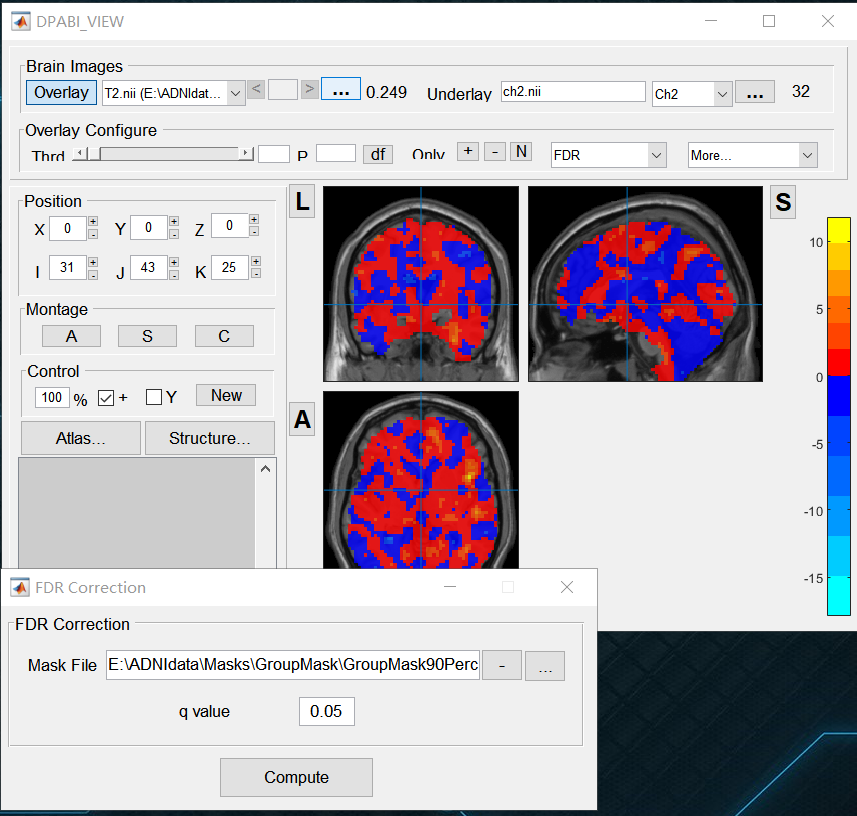 DPABI_VIEW
Brain Images
Overlay T2.nii (E:\ADNIdat... < > ... 0.249 Underlay ch2.nii Ch2 ... 32
Overlay Configure
Thrd P df Only + - N FDR More...
Position
X 0 + - Y 0 + - Z 0 + -
I 31 + - J 43 + - K 25 + -
Montage
A S C
Control
100 % + Y New
Atlas... Structure...
L
S
A
10
5
0
-5
-10
-15
FDR Correction
FDR Correction
Mask File E:\ADNIdata\Masks\GroupMask\GroupMask90Perc - ...
q value 0.05
Compute